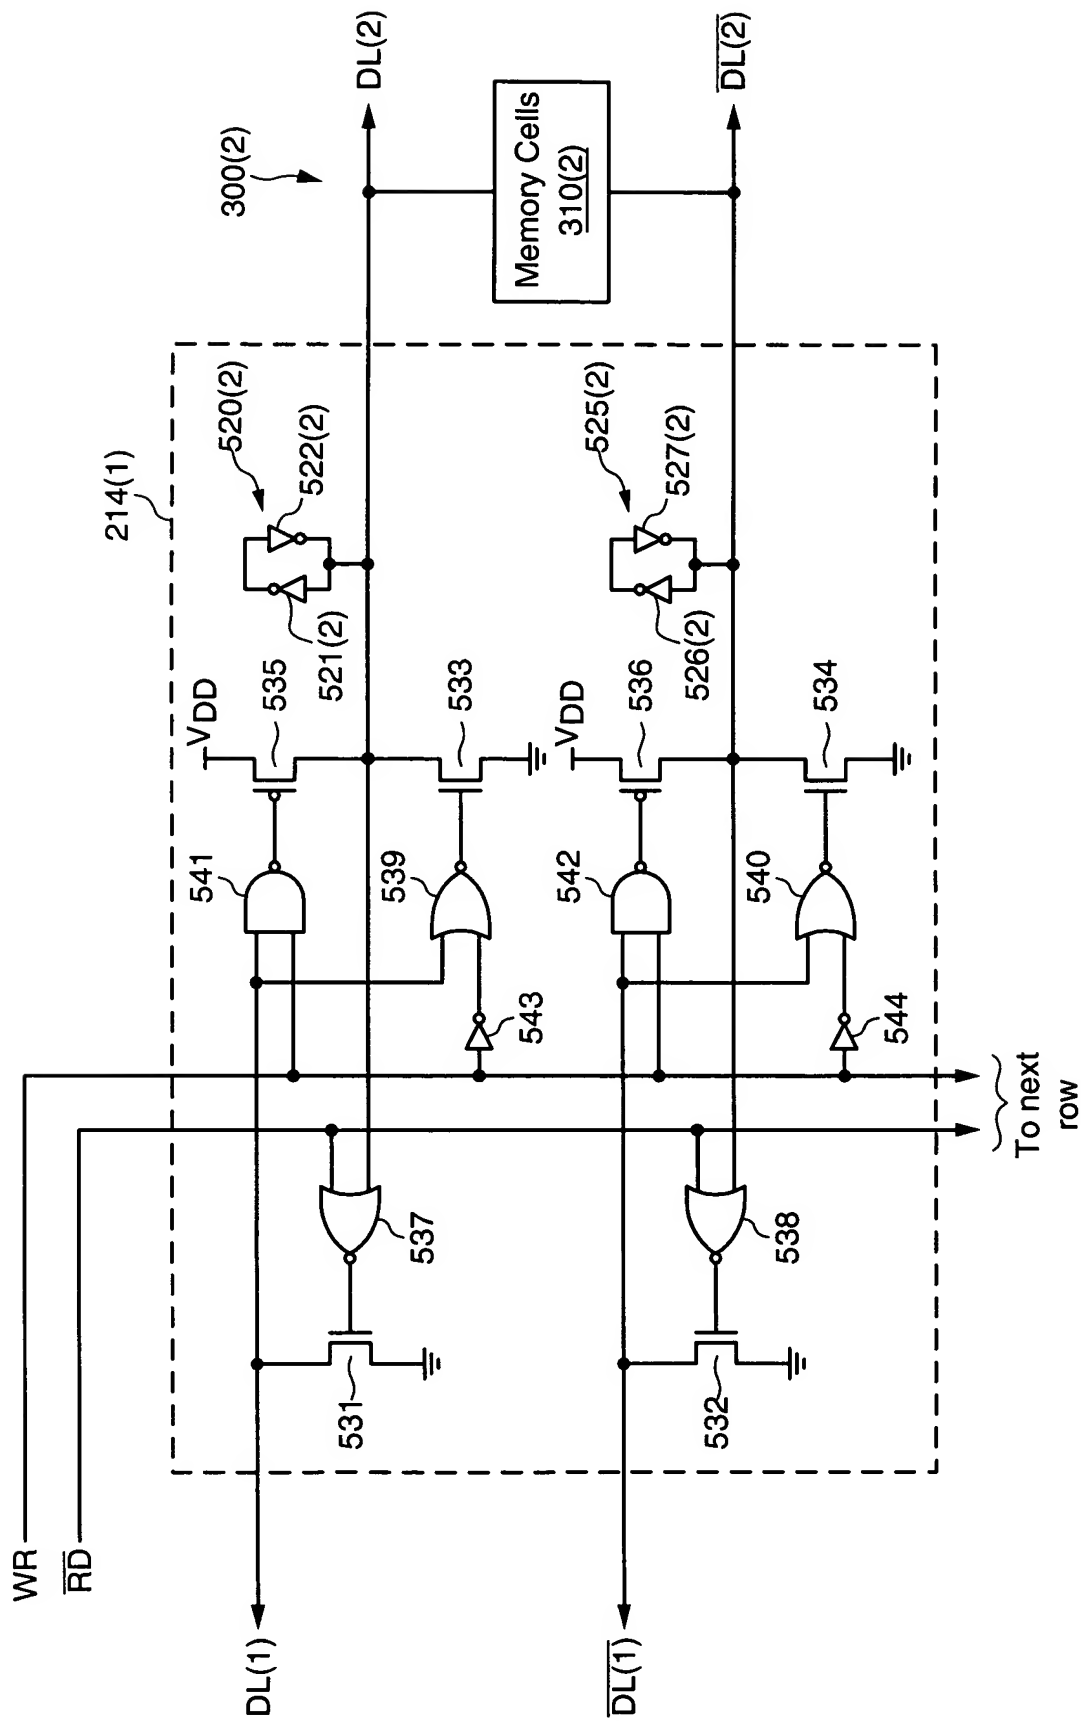 WR
RD
DL(1)
DL(1)
214(1)
531
537
532
538
541
539
543
542
540
544
VDD
535
533
VDD
536
534
520(2)
522(2)
521(2)
525(2)
527(2)
526(2)
300(2)
DL(2)
Memory Cells
310(2)
DL(2)
To next
row